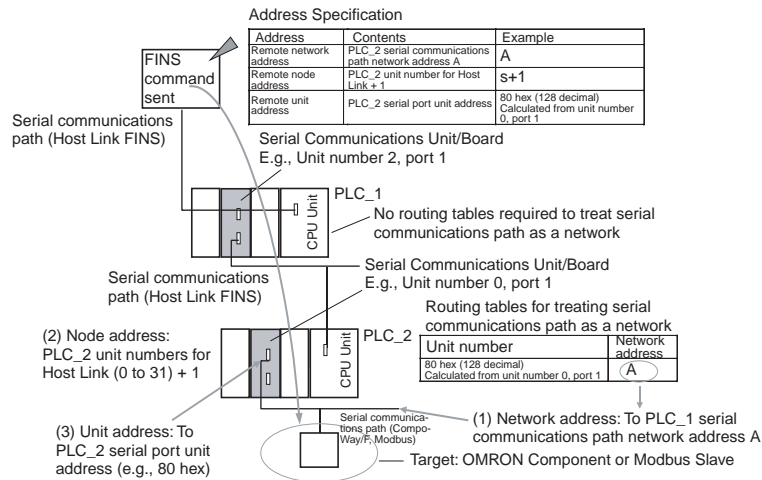 Address Specification
Address Contents Example
Remote network address PLC_2 serial communications path network address A A
Remote node address PLC_2 unit number for Host Link + 1 s+1
Remote unit address PLC_2 serial port unit address 80 hex (128 decimal) Calculated from unit number 0, port 1
FINS
command
sent
Serial communications
path (Host Link FINS)
Serial Communications Unit/Board
E.g., Unit number 2, port 1
PLC_1
CPU Unit
No routing tables required to treat serial
communications path as a network
Serial communications
path (Host Link FINS)
Serial Communications Unit/Board
E.g., Unit number 0, port 1
Routing tables for treating serial
communications path as a network
Unit number Network address
80 hex (128 decimal)
Calculated from unit number 0, port 1 A
(2) Node address:
PLC_2 unit numbers for
Host Link (0 to 31) + 1
PLC_2
CPU Unit
(3) Unit address: To
PLC_2 serial port unit
address (e.g., 80 hex)
Serial communica-
tions path (Compo-
Way/F, Modbus)
(1) Network address: To PLC_1 serial
communications path network address A
Target: OMRON Component or Modbus Slave